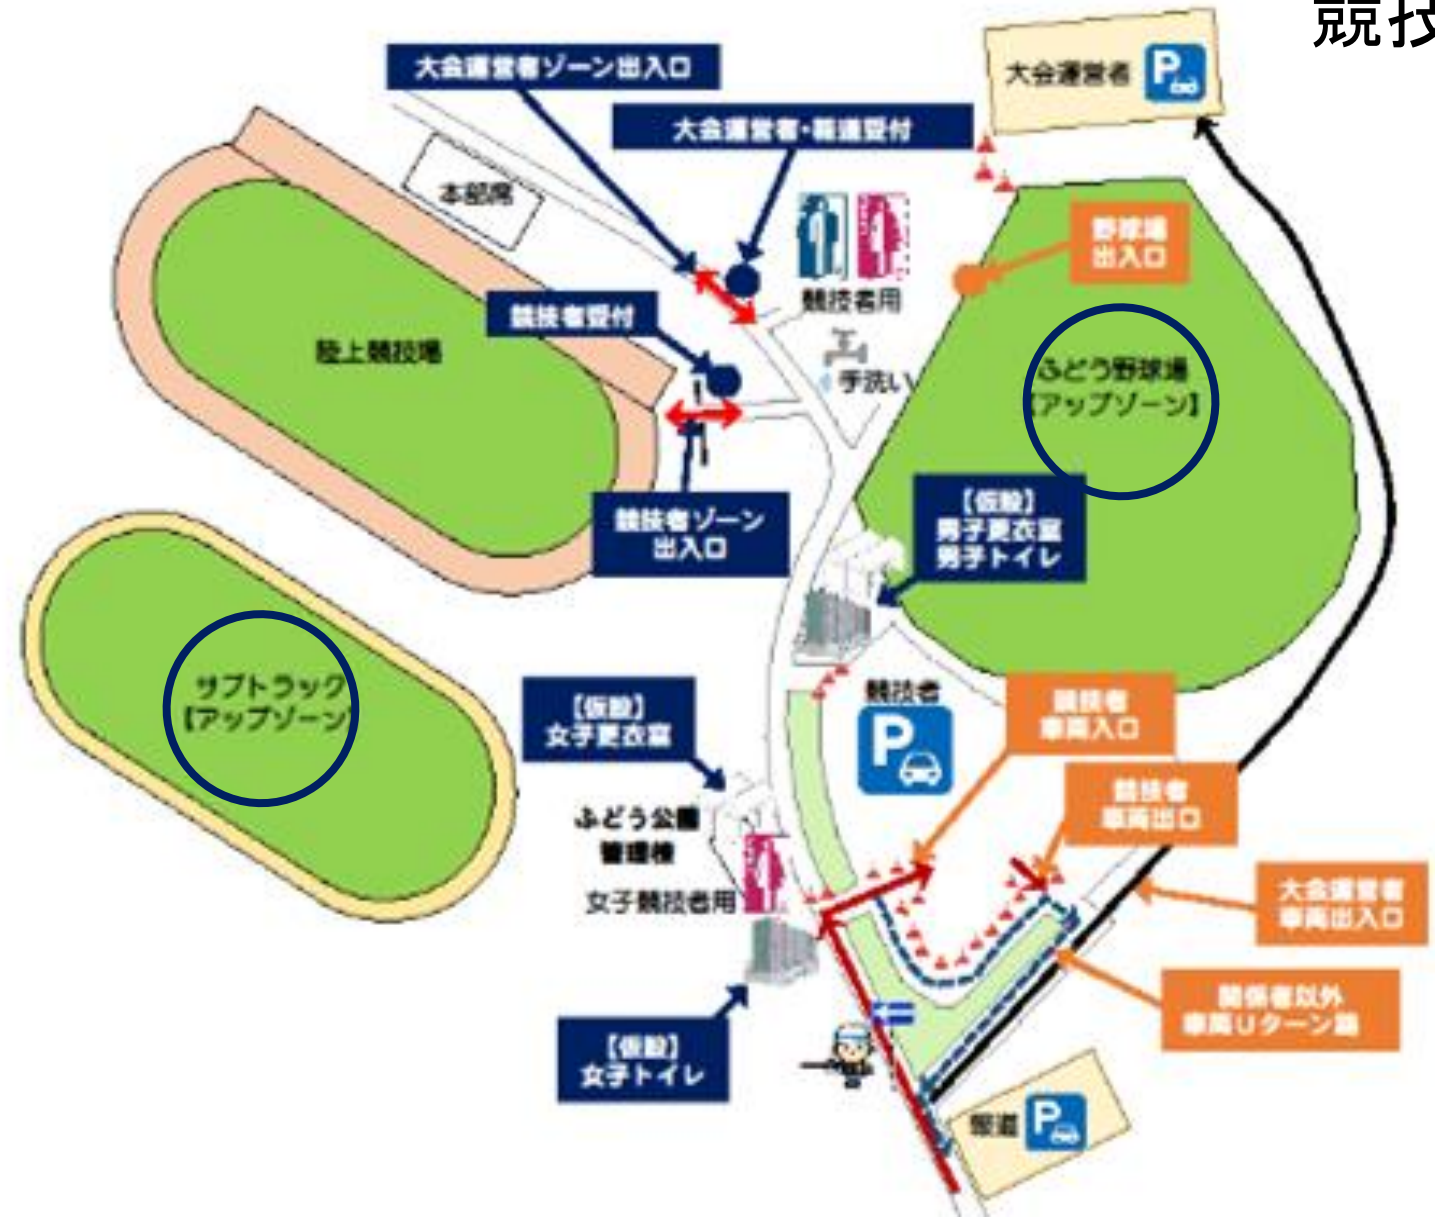 競技
大会運営者ゾーン出入口
大会運営者
P
大会運営者・報道受付
本部席
野球場
出入口
競技者用
競技者受付
陸上競技場
手洗い
ふどう野球場
【アップゾーン】
【仮設】
男子更衣室
男子トイレ
競技者ゾーン
出入口
サブトラック
【アップゾーン】
【仮設】
女子更衣室
競技者
P
競技者
車両入口
競技者
車両出口
ふどう公園
管理棟
女子競技者用
大会運営者
車両出入口
関係者以外
車両Uターン路
【仮設】
女子トイレ
報道
P